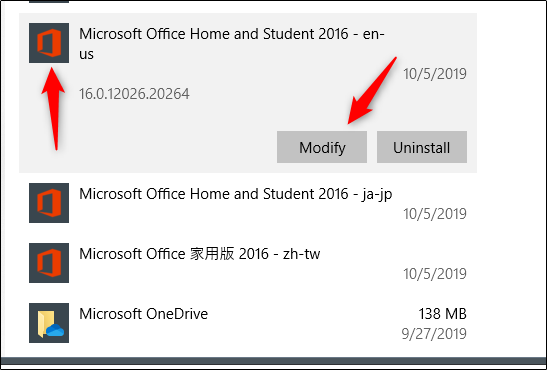 Microsoft Office Home and Student 2016 - en-
us
10/5/2019
16.0.12026.20264
Modify
Uninstall
Microsoft Office Home and Student 2016 - ja-jp
10/5/2019
Microsoft Office 家用版 2016 - zh-tw
10/5/2019
Microsoft OneDrive
138 MB
9/27/2019